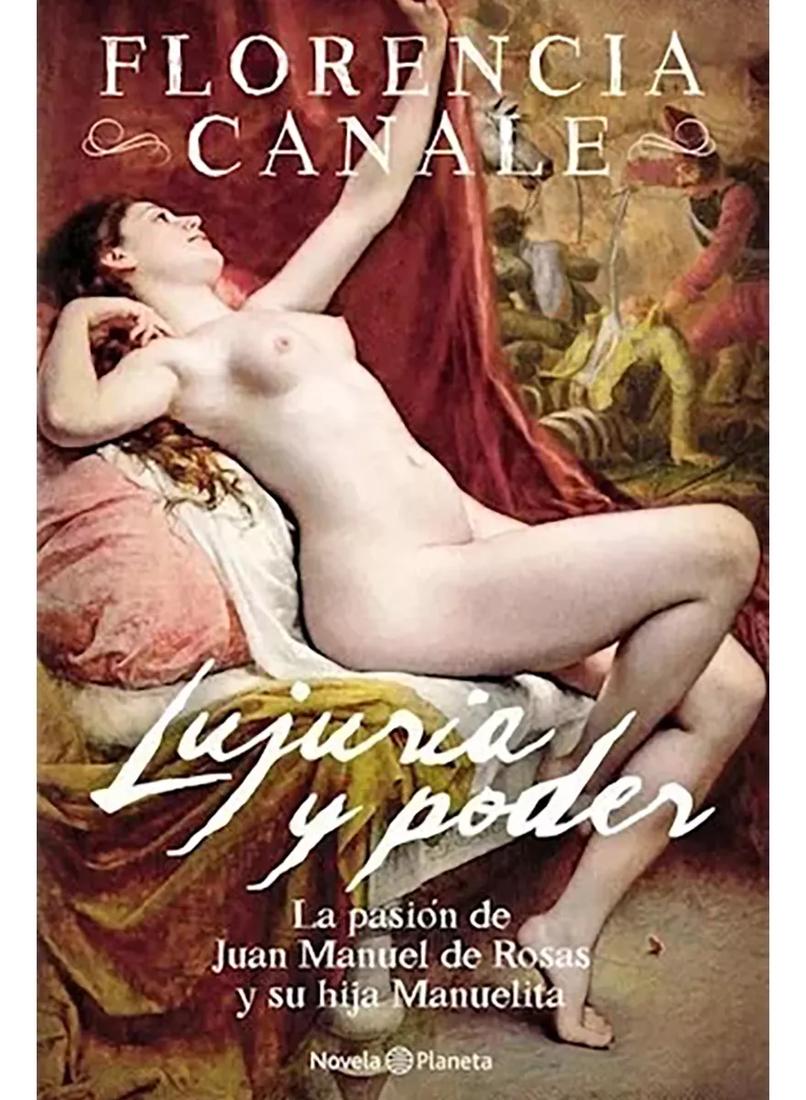 FLORENCIA
CANALE
Lujuria
y poder
La pasión de
Juan Manuel de Rosas
y su hija Manuelita
Novela Planeta